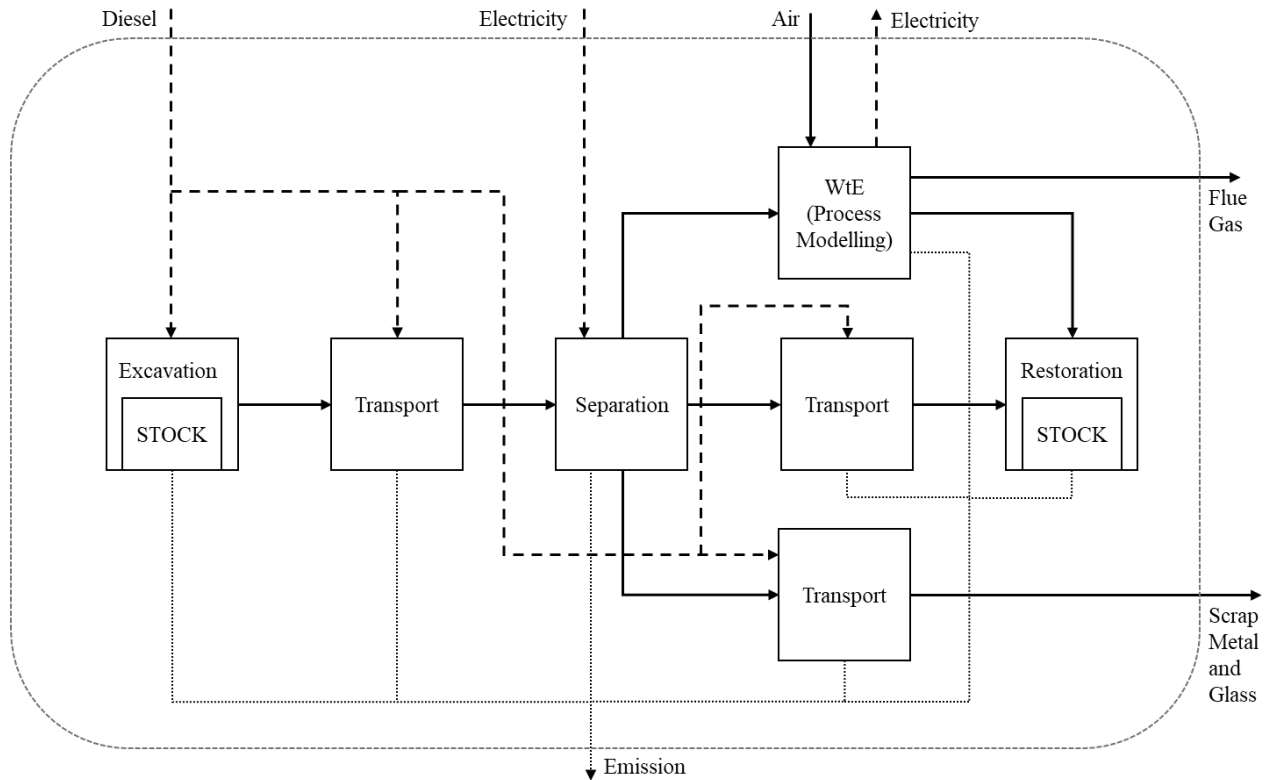 Diesel
Electricity
Air
Electricity
WtE
(Process
Modelling)
Flue
Gas
Excavation
STOCK
Transport
Separation
Transport
Restoration
STOCK
Transport
Scrap
Metal
and
Glass
Emission